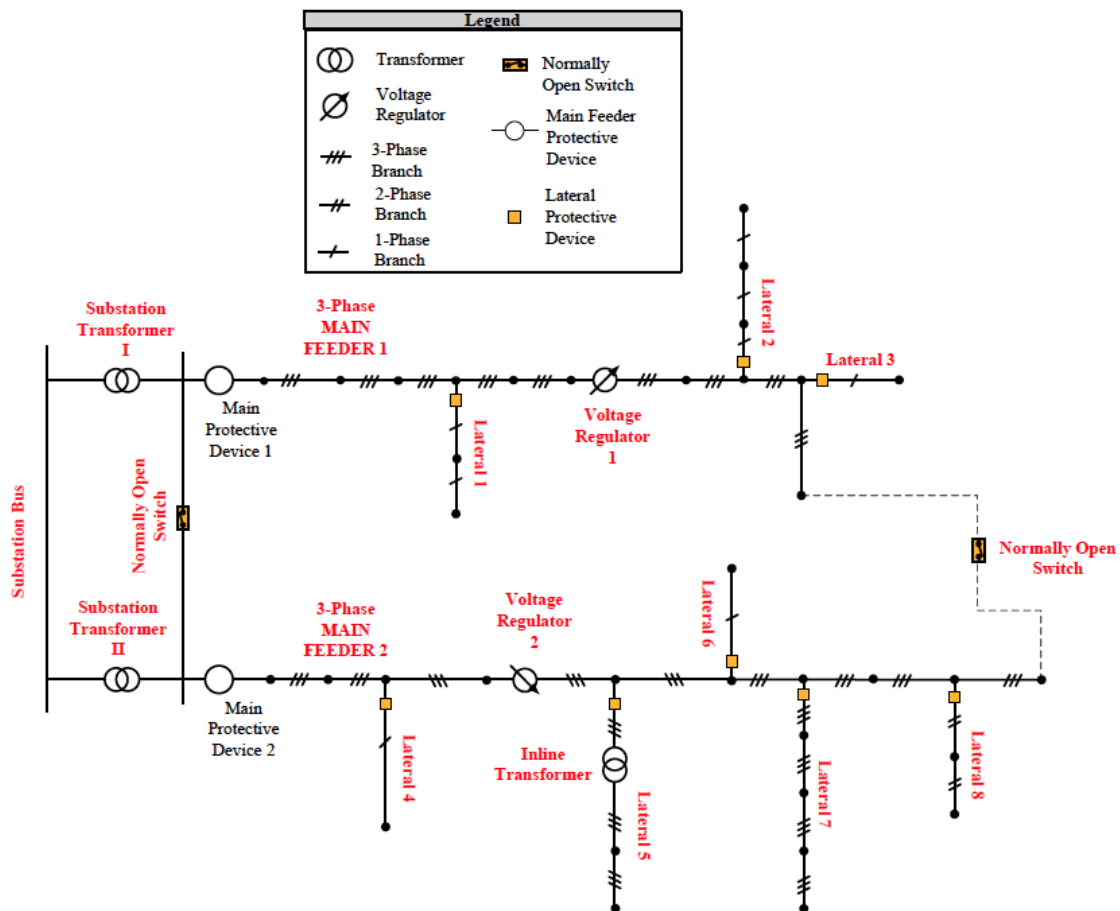 Legend
Transformer
Voltage
Regulator
3-Phase
Branch
2-Phase
Branch
1-Phase
Branch
Normally
Open Switch
Main Feeder
Protective
Device
Lateral
Protective
Device
Substation
Transformer
I
3-Phase
MAIN
FEEDER 1
Lateral 2
Lateral 3
Main
Protective
Device 1
Lateral 1
Voltage
Regulator
1
Substation Bus
Normally Open
Switch
Normally Open
Switch
Substation
Transformer
II
3-Phase
MAIN
FEEDER 2
Voltage
Regulator
2
Lateral 6
Main
Protective
Device 2
Lateral 4
Inline
Transformer
Lateral 5
Lateral 7
Lateral 8